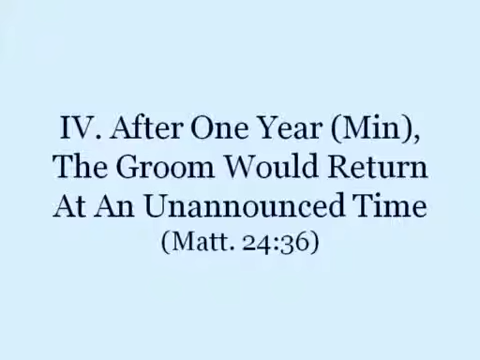 IV. After One Year (Min),
The Groom Would Return
At An Unannounced Time
(Matt. 24:36)